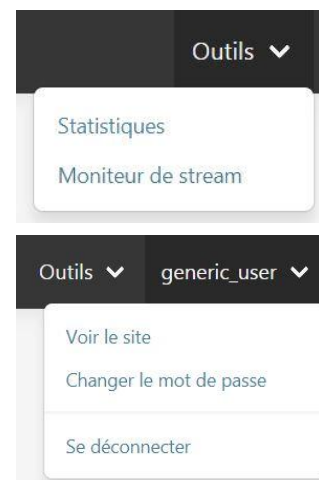 Outils
Statistiques
Moniteur de stream
Outils generic_user
Voir le site
Changer le mot de passe
Se déconnecter